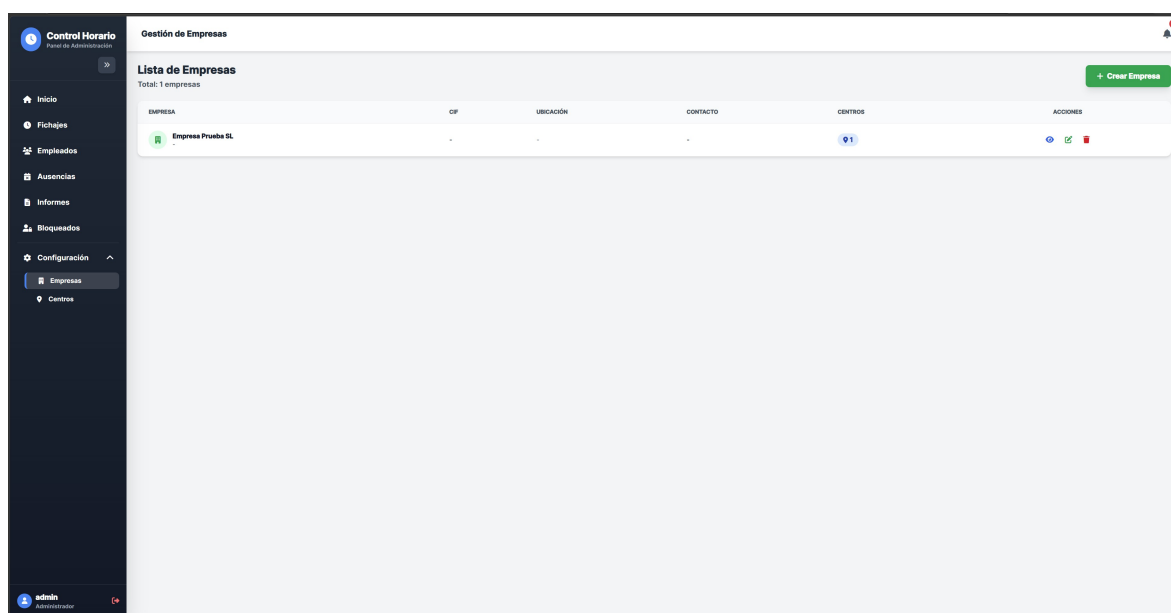 Control Horario
Panel de Administración
Inicio
Fichajes
Empleados
Ausencias
Informes
Bloqueados
Configuración
Empresas
Centros
admin
Administrador
Gestión de Empresas
Lista de Empresas
Total: 1 empresas
+ Crear Empresa
EMPRESA CIF UBICACIÓN CONTACTO CENTROS ACCIONES
Empresa Prueba SL - - - 1
-